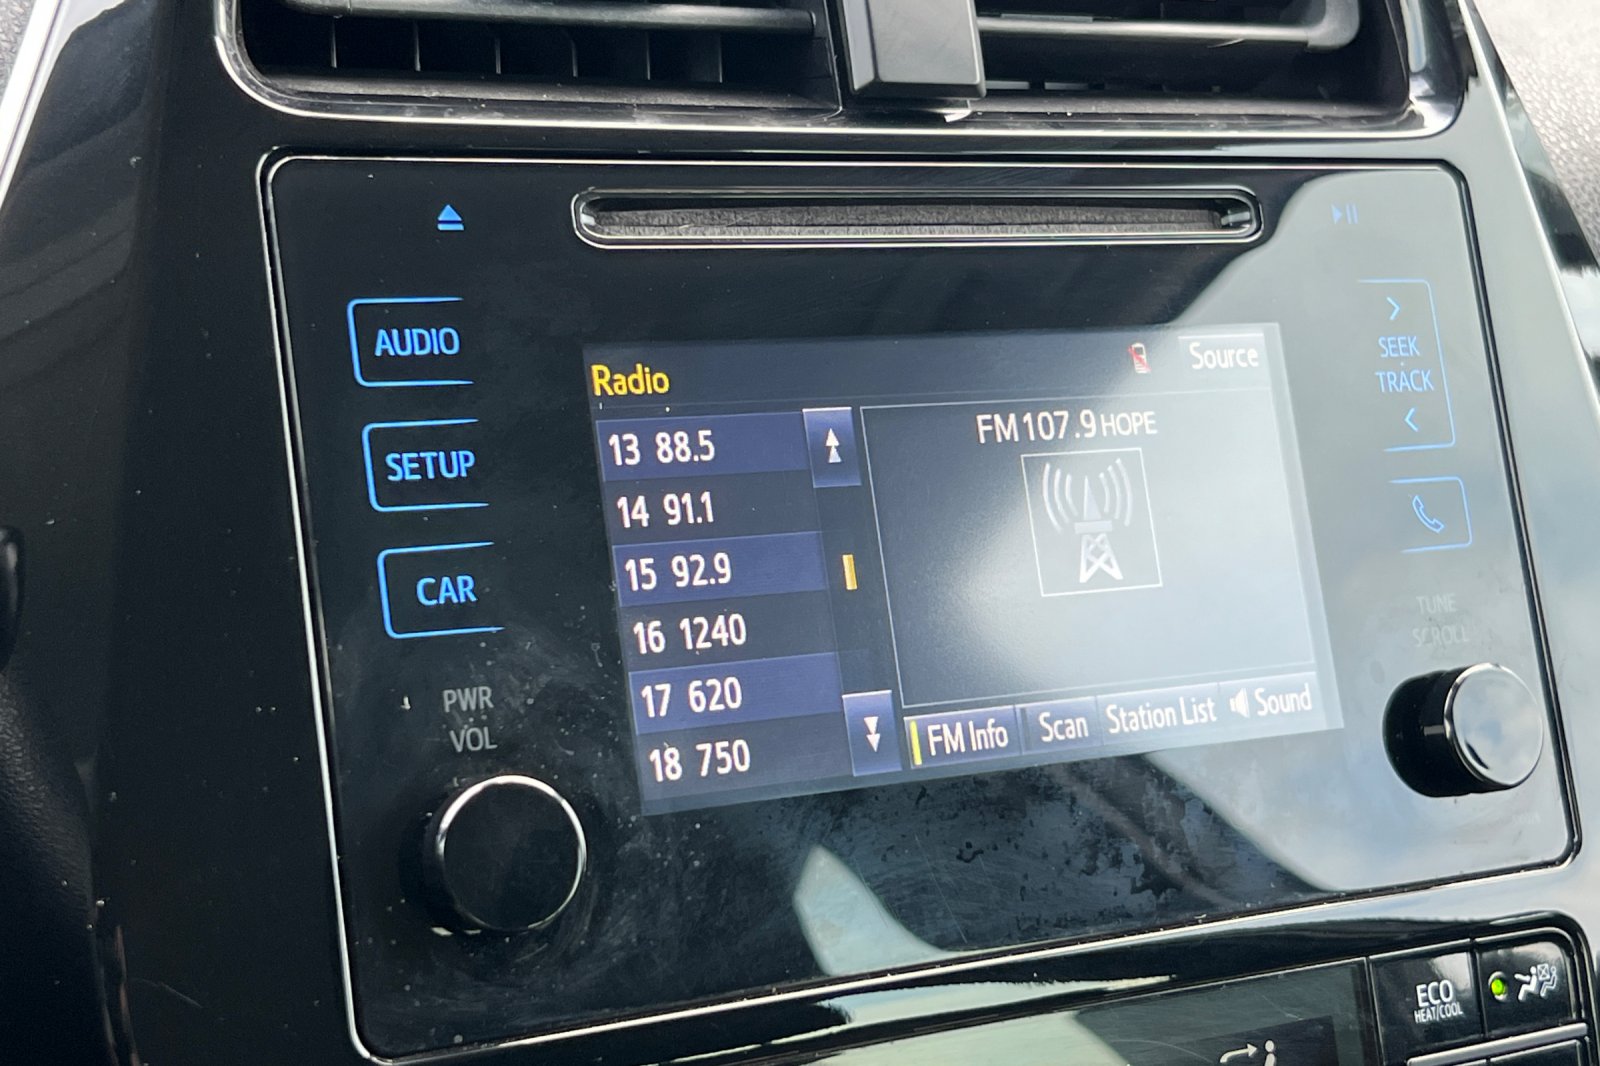 AUDIO
SETUP
CAR
PWR
VOL
Radio
Source
13 88.5
14 91.1
15 92.9
16 1240
17 620
18 750
FM 107.9 HOPE
FM Info
Scan
Station List
Sound
SEEK
TRACK
TUNE
SCROLL
ECO
HEAT/COOL